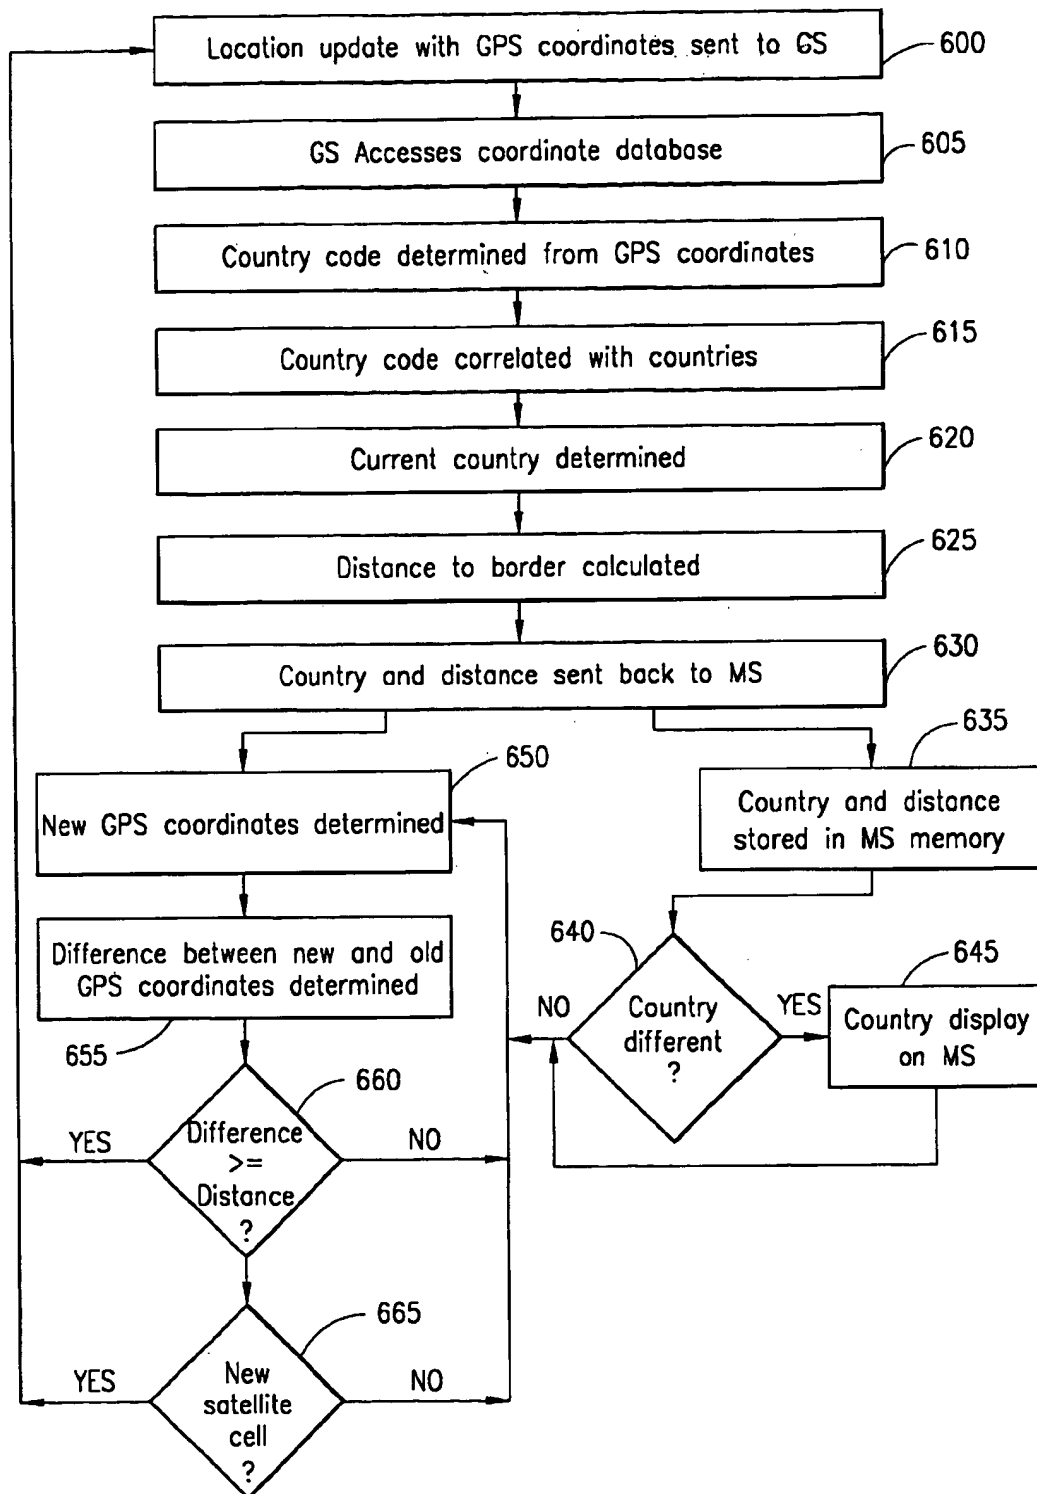 Location update with GPS coordinates sent to GS
600
GS Accesses coordinate database
605
Country code determined from GPS coordinates
610
Country code correlated with countries
615
Current country determined
620
Distance to border calculated
625
Country and distance sent back to MS
630
650
New GPS coordinates determined
635
Country and distance
stored in MS memory
Difference between new and old
GPS coordinates determined
655
640
Country
different
?
NO
YES
645
Country display
on MS
660
Difference
>=
Distance
?
YES
NO
665
New
satellite
cell
?
YES
NO